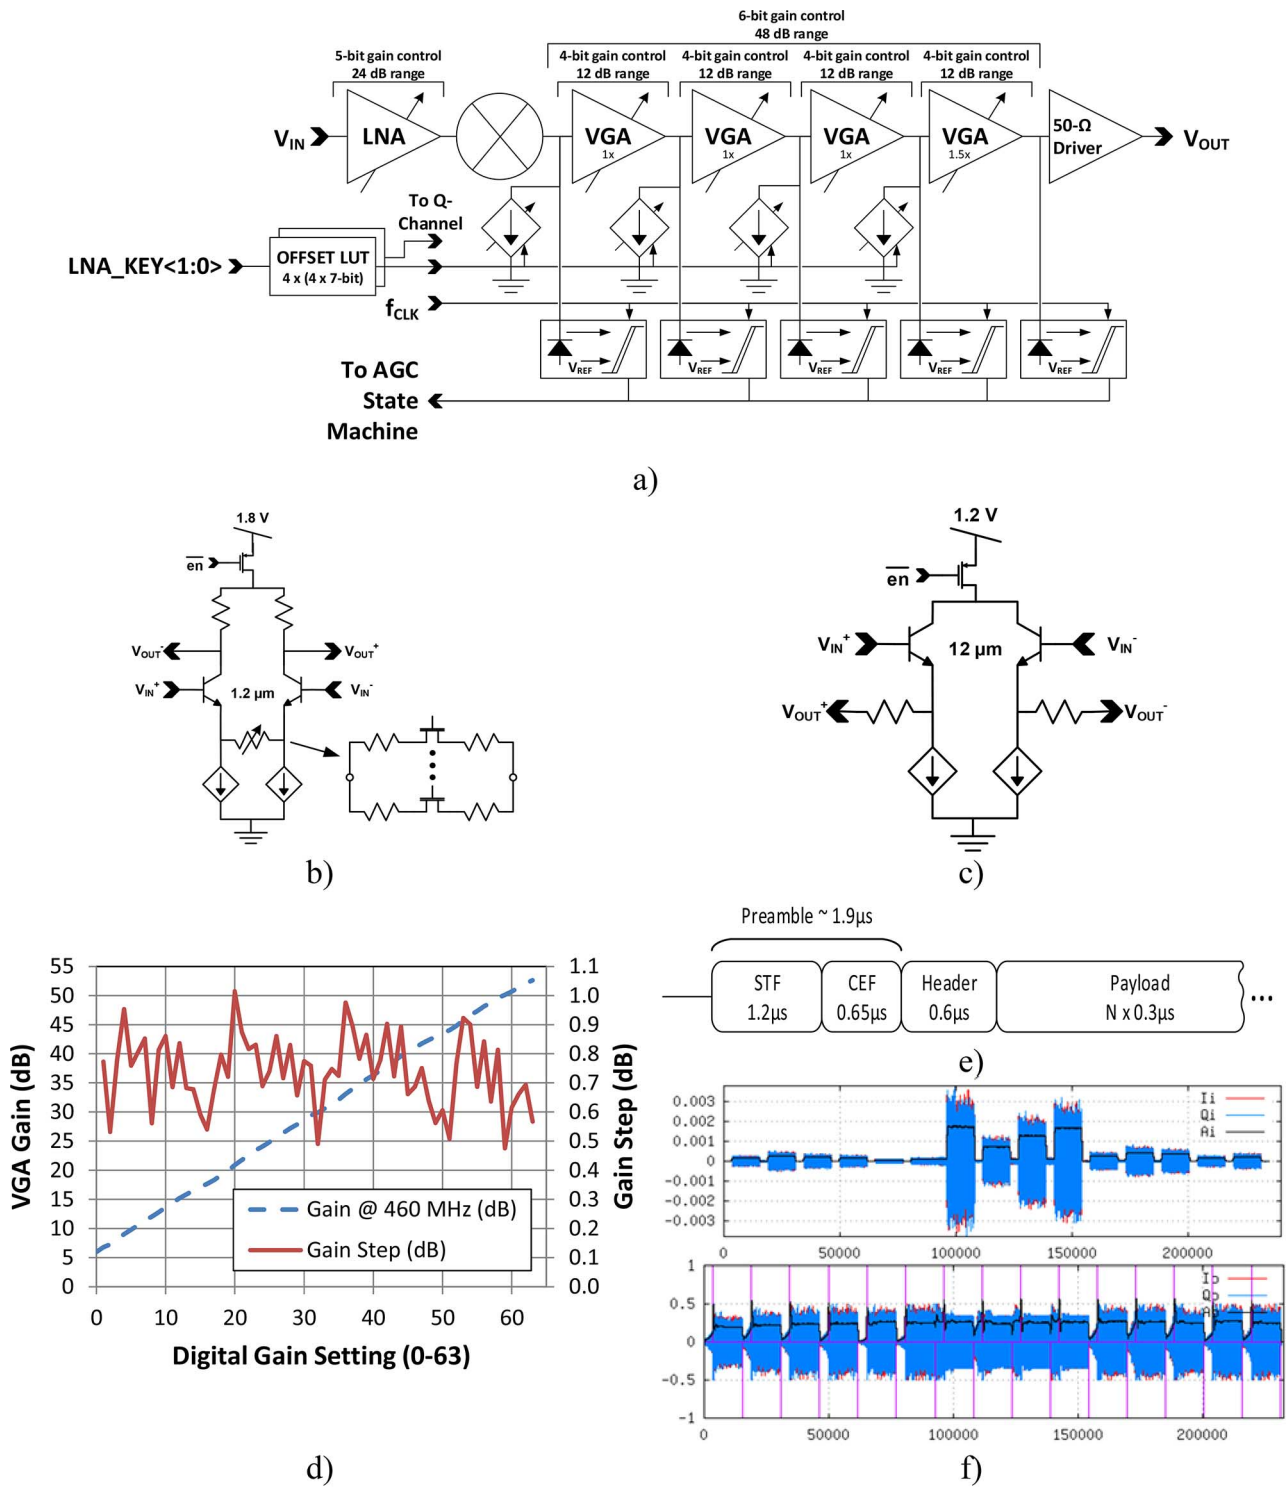 6-bit gain control
48 dB range
5-bit gain control
24 dB range
4-bit gain control
12 dB range
4-bit gain control
12 dB range
4-bit gain control
12 dB range
4-bit gain control
12 dB range
VIN
LNA
VGA
1x
VGA
1x
VGA
1x
VGA
1.5x
50-Ω
Driver
VOUT
To Q-
Channel
LNA_KEY<1:0>
OFFSET LUT
4 x (4 x 7-bit)
fCLK
VREF
VREF
VREF
VREF
VREF
To AGC
State
Machine
a)
1.8 V
en
VOUT-
VOUT+
VIN+
1.2 µm
VIN-
b)
1.2 V
en
VIN+
12 µm
VIN-
VOUT+
VOUT-
c)
55
50
45
40
35
30
25
20
15
10
5
0
VGA Gain (dB)
1.1
1.0
0.9
0.8
0.7
0.6
0.5
0.4
0.3
0.2
0.1
0.0
Gain Step (dB)
Gain @ 460 MHz (dB)
Gain Step (dB)
0 10 20 30 40 50 60
Digital Gain Setting (0-63)
d)
Preamble ~ 1.9µs
STF
1.2µs
CEF
0.65µs
Header
0.6µs
Payload
N x 0.3µs
...
e)
0.003
0.002
0.001
0
-0.001
-0.002
-0.003
Ii
Qi
Ai
0 50000 100000 150000 200000
1
0.5
0
-0.5
-1
Io
0 50000 100000 150000 200000
f)